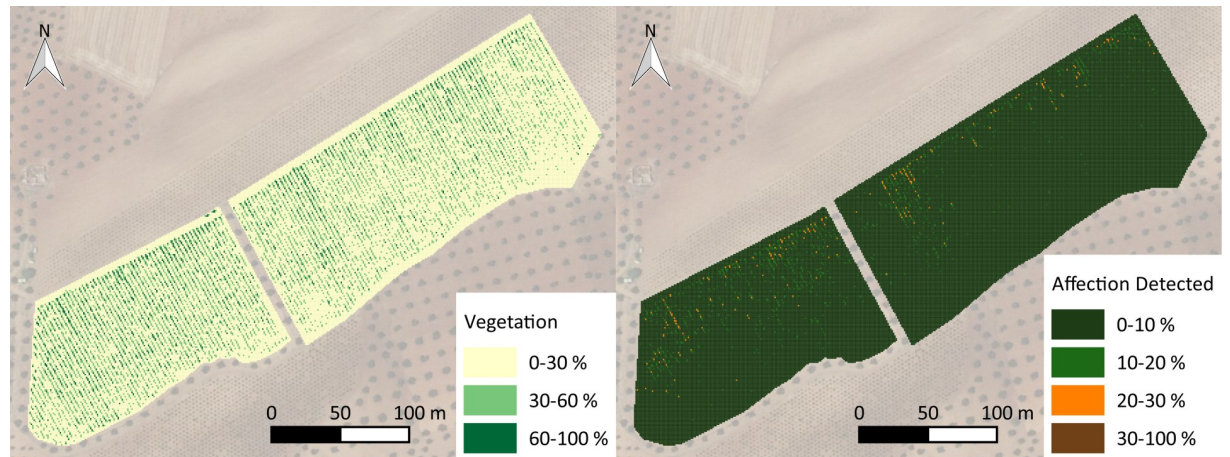 N
Vegetation
0-30 %
30-60 %
60-100 %
0 50 100 m
N
Affection Detected
0-10 %
10-20 %
20-30 %
30-100 %
0 50 100 m